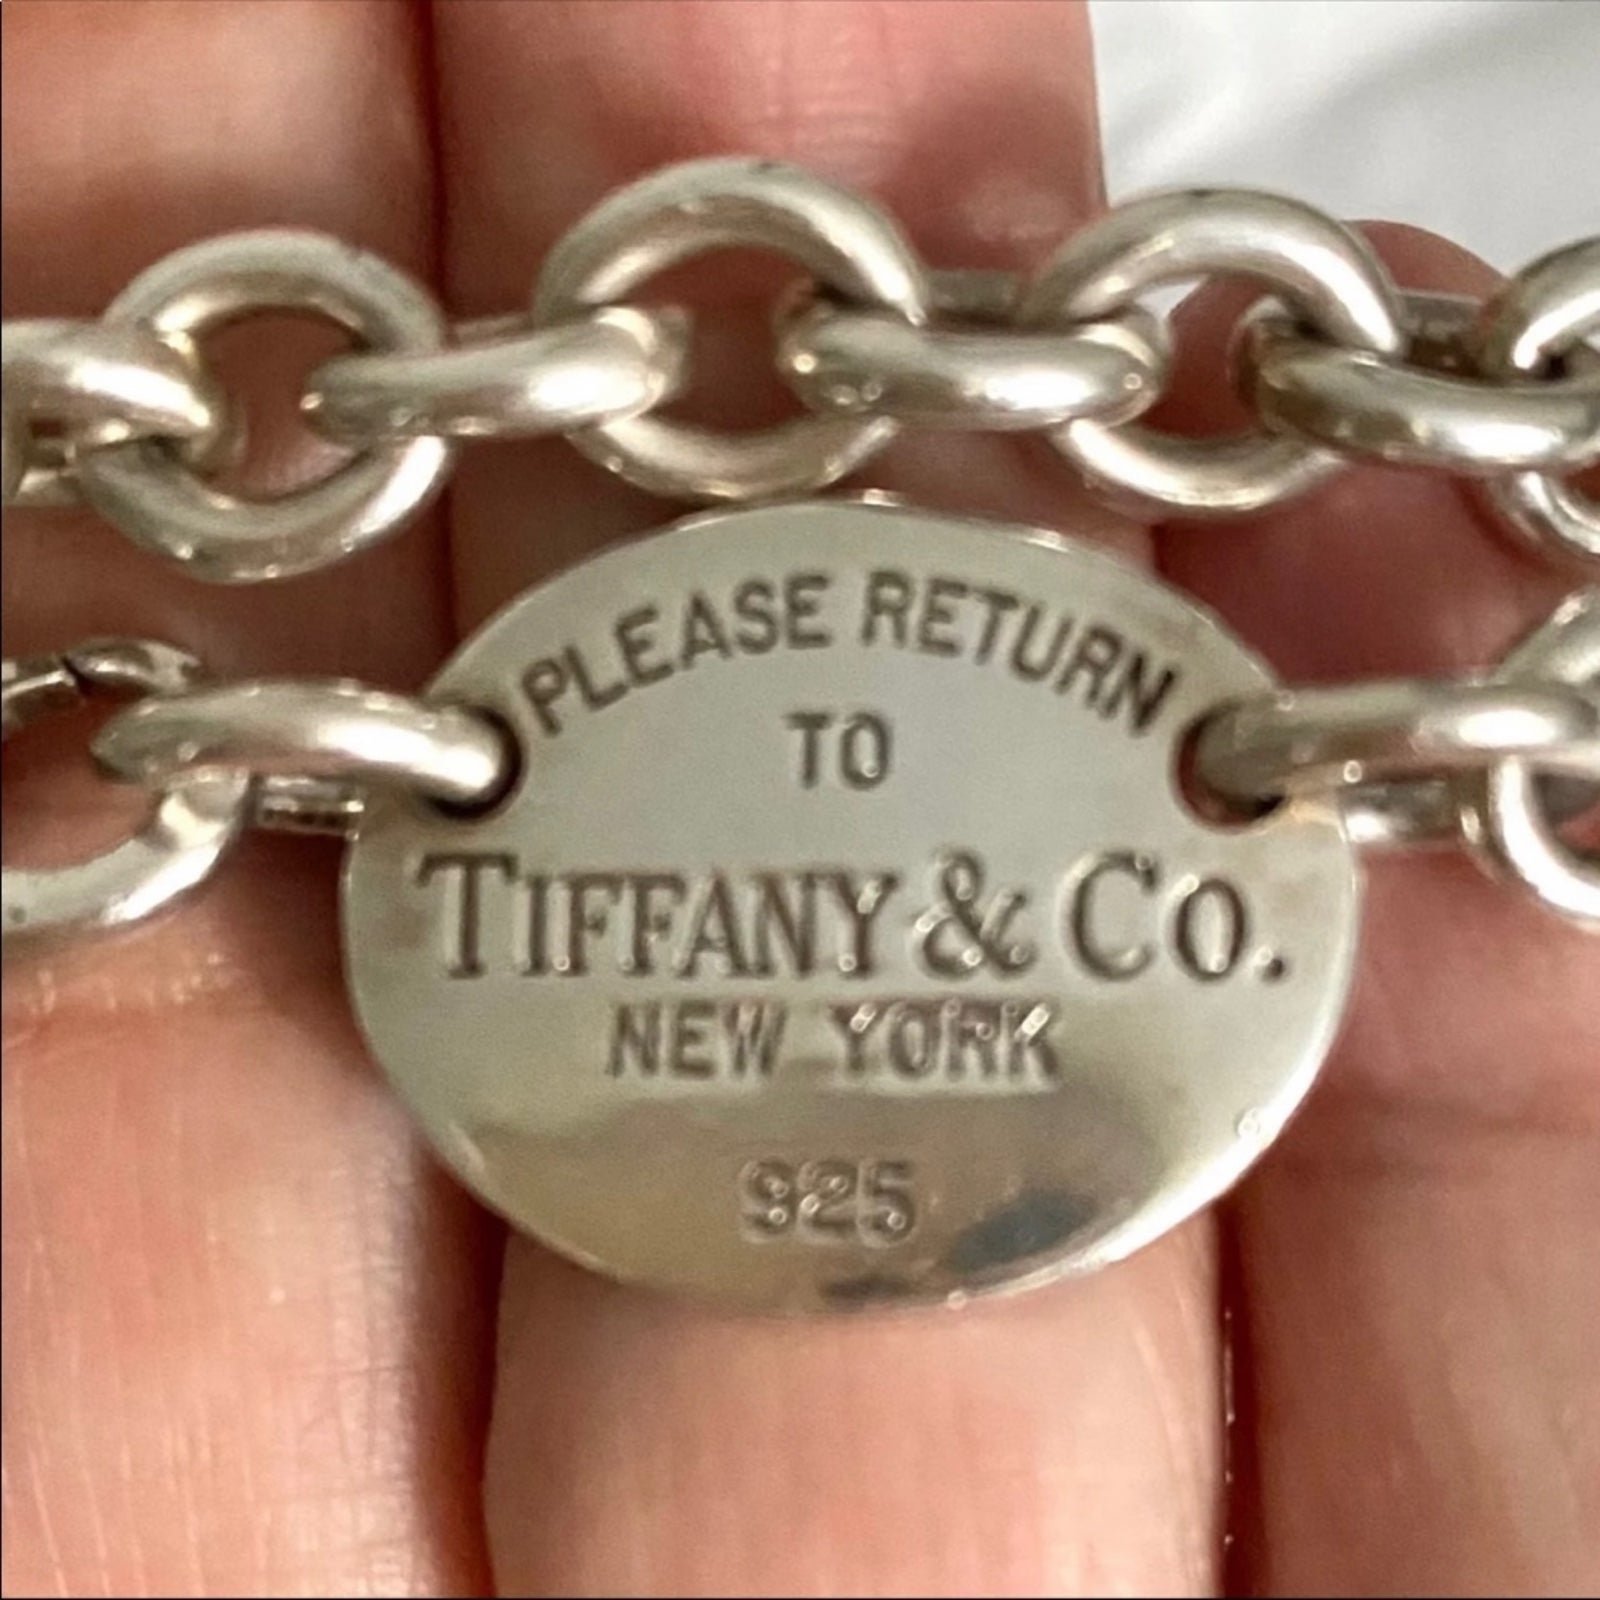 PLEASE RETURN
TO
TIFFANY & CO.
NEW YORK
925